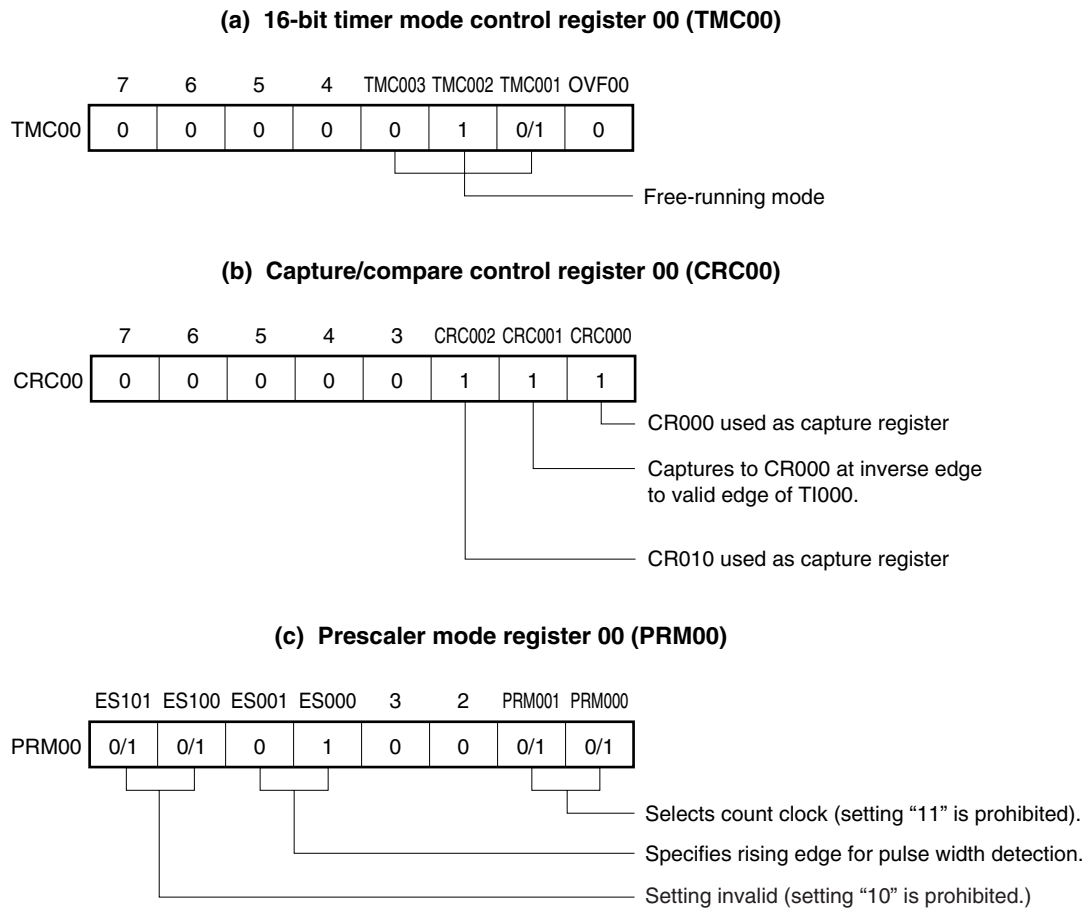 (a) 16-bit timer mode control register 00 (TMC00)
7 6 5 4 TMC003 TMC002 TMC001 OVF00
TMC00 0 0 0 0 0 1 0/1 0
Free-running mode
(b) Capture/compare control register 00 (CRC00)
7 6 5 4 3 CRC002 CRC001 CRC000
CRC00 0 0 0 0 0 1 1 1
CR000 used as capture register
Captures to CR000 at inverse edge
to valid edge of TI000.
CR010 used as capture register
(c) Prescaler mode register 00 (PRM00)
ES101 ES100 ES001 ES000 3 2 PRM001 PRM000
PRM00 0/1 0/1 0 1 0 0 0/1 0/1
Selects count clock (setting “11” is prohibited).
Specifies rising edge for pulse width detection.
Setting invalid (setting “10” is prohibited.)